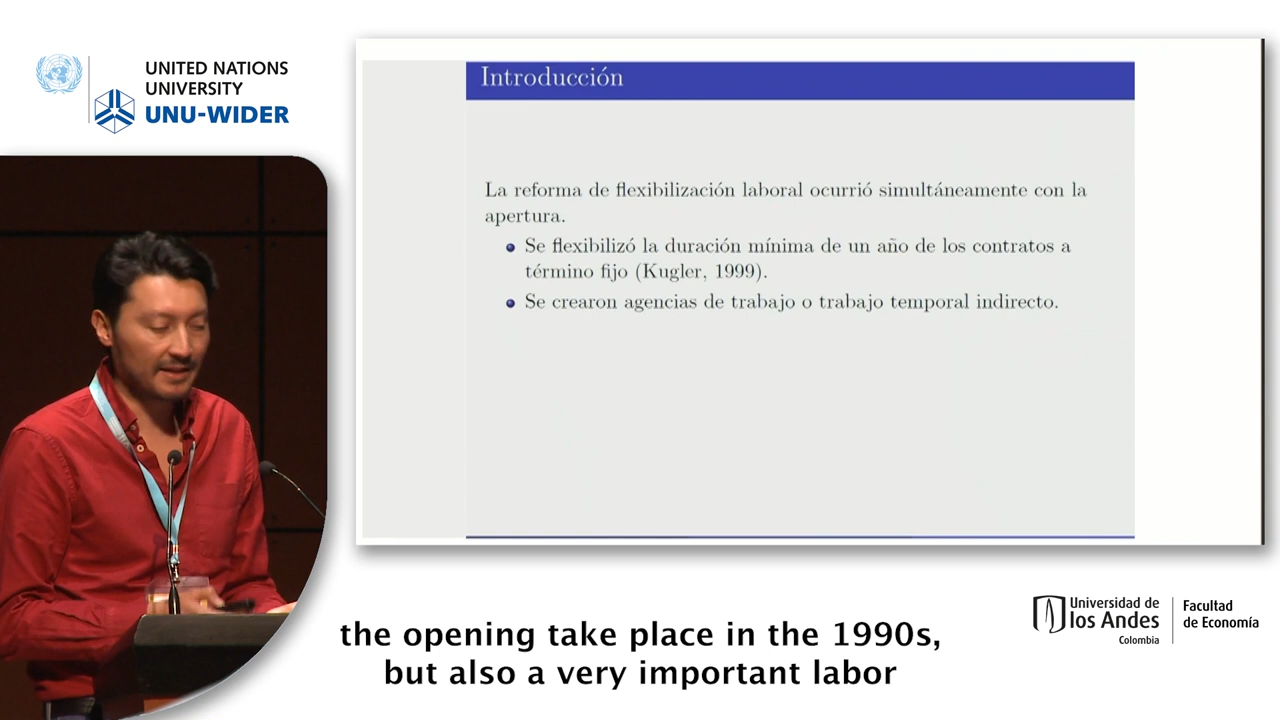 UNITED NATIONS
UNIVERSITY
UNU-WIDER
Introducción
La reforma de flexibilización laboral ocurrió simultáneamente con la
apertura.
Se flexibilizó la duración mínima de un año de los contratos a
término fijo (Kugler, 1999).
Se crearon agencias de trabajo o trabajo temporal indirecto.
the opening take place in the 1990s,
but also a very important labor
Universidad de
los Andes
Colombia
Facultad
de Economía